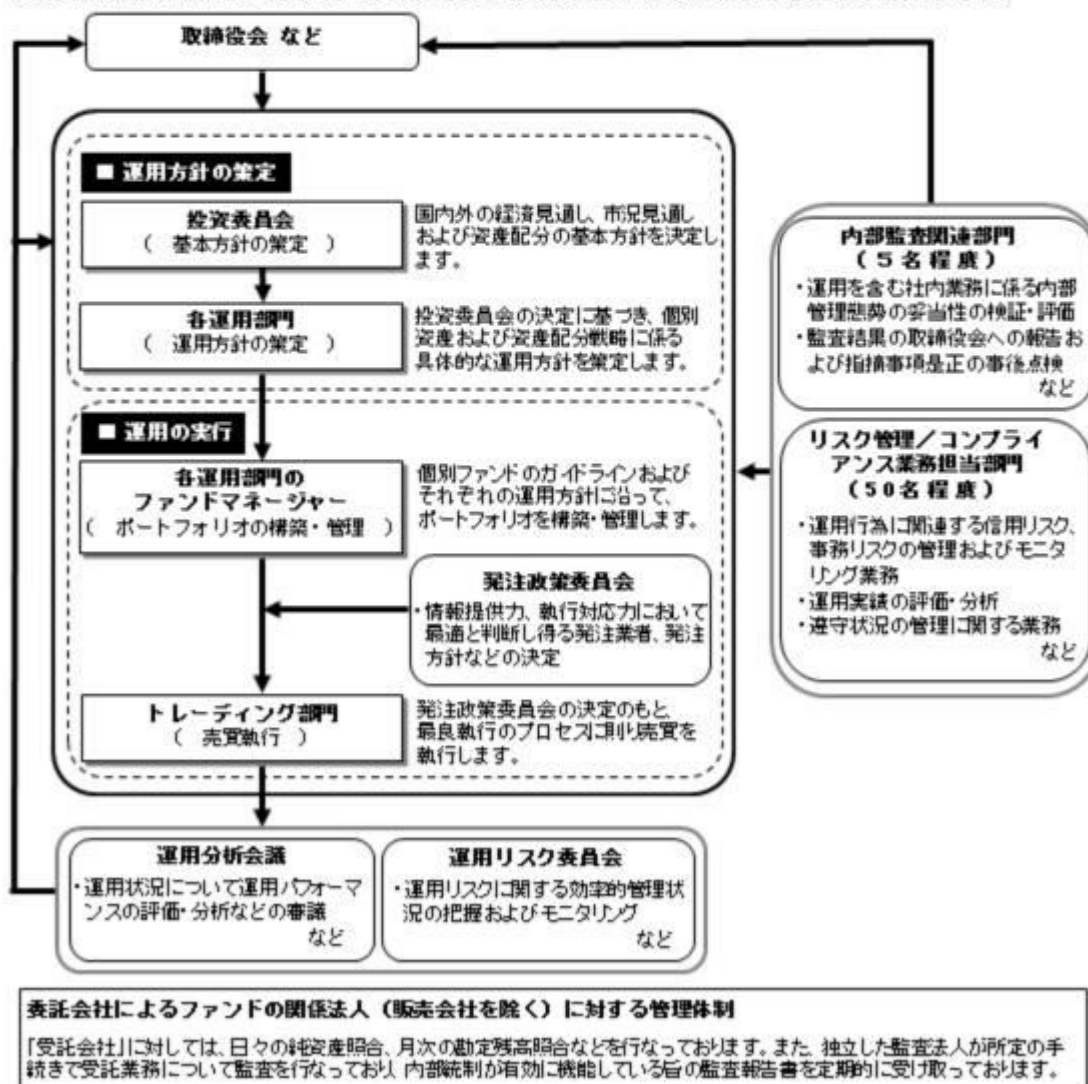 取締役会 など
■ 運用方針の策定
投資委員会
( 基本方針の策定 )
国内外の経済見通し、市況見通し
および資産配分の基本方針を決定し
ます。
各運用部門
( 運用方針の策定 )
投資委員会の決定に基づき、個別
資産および資産配分戦略に係る
具体的な運用方針を策定します。
■ 運用の実行
各運用部門の
ファンドマネージャー
( ポートフォリオの構築・管理 )
個別ファンドのガイドラインおよび
それぞれの運用方針に沿って、
ポートフォリオを構築・管理します。
発注政策委員会
・情報提供力、執行対応力において
最適と判断し得る発注業者、発注
方針などの決定
トレーディング部門
( 売買執行 )
発注政策委員会の決定のもと、
最良執行のプロセスに則り売買を
執行します。
内部監査関連部門
(5名程度)
・運用を含む社内業務に係る内部
管理態勢の妥当性の検証・評価
・監査結果の取締役会への報告お
よび指摘事項是正の事後点検
など
リスク管理/コンプライ
アンス業務担当部門
(50名程度)
・運用行為に関連する信用リスク、
事務リスクの管理およびモニタ
リング業務
・運用実績の評価・分析
・遵守状況の管理に関する業務
など
運用分析会議
・運用状況について運用パフォーマ
ンスの評価・分析などの審議
など
運用リスク委員会
・運用リスクに関する効率的管理状
況の把握およびモニタリング
など
委託会社によるファンドの関係法人(販売会社を除く)に対する管理体制
「受託会社」に対しては、日々の純資産照合、月次の勘定残高照合などを行なっております。また、独立した監査法人が所定の手
続きで受託業務について監査を行なっており、内部統制が有効に機能している旨の監査報告書を定期的に受け取っております。